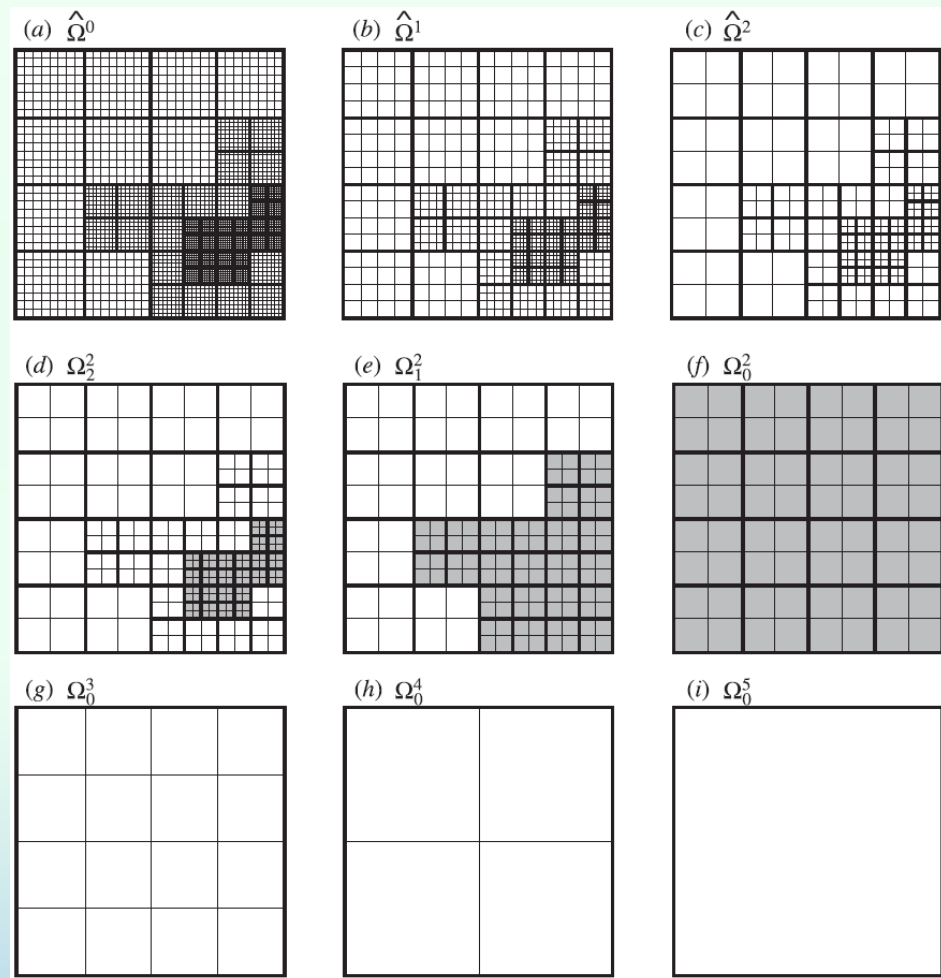 (a) Ω̂⁰
(b) Ω̂¹
(c) Ω̂²
(d) Ω₂²
(e) Ω₁²
(f) Ω₀²
(g) Ω₀³
(h) Ω₀⁴
(i) Ω₀⁵